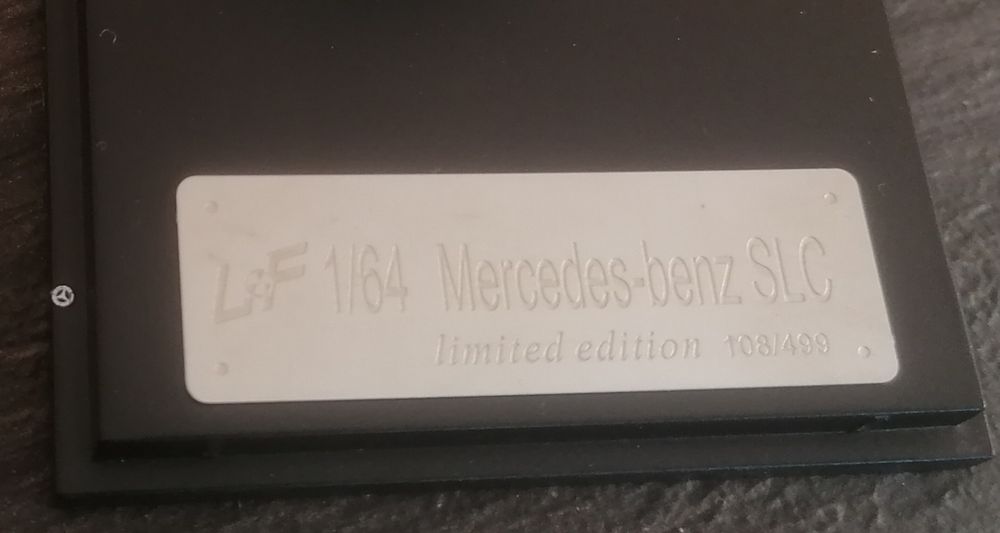 L&F 1/64 Mercedes-benz SLC
limited edition 108/499